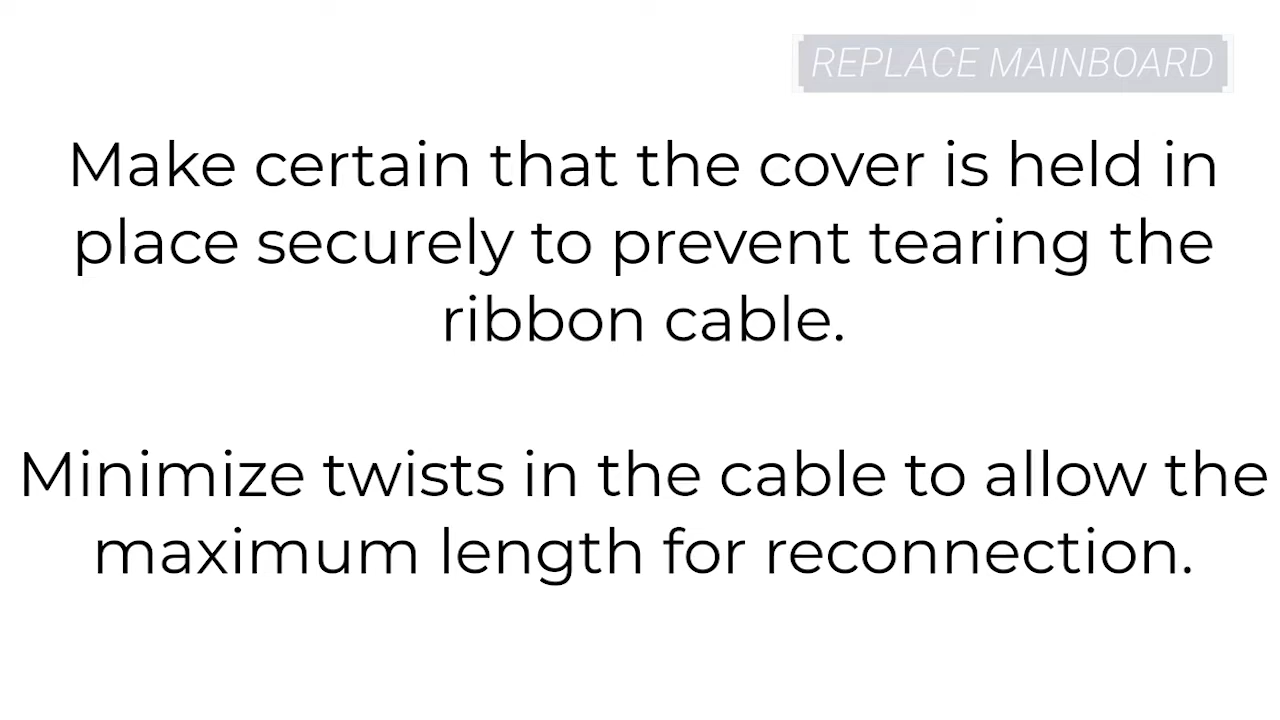 REPLACE MAINBOARD
Make certain that the cover is held in
place securely to prevent tearing the
ribbon cable.
Minimize twists in the cable to allow the
maximum length for reconnection.